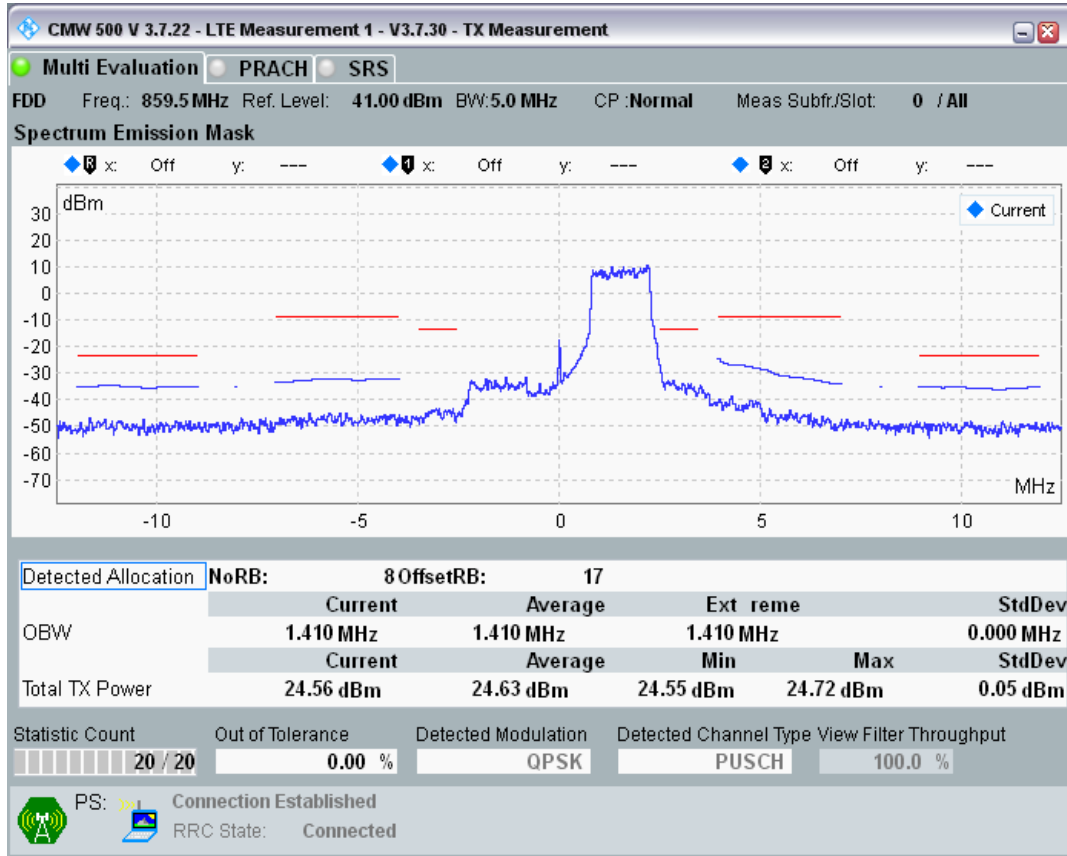 CMW 500 V 3.7.22 - LTE Measurement 1 - V3.7.30 - TX Measurement
Multi Evaluation PRACH SRS
FDD Freq.: 859.5 MHz Ref. Level: 41.00 dBm BW:5.0 MHz CP :Normal Meas Subfr./Slot: 0 / All
Spectrum Emission Mask
R x: Off y: --- 1 x: Off y: --- 2 x: Off y: ---
dBm
Current
30
20
10
0
-10
-20
-30
-40
-50
-60
-70
MHz
-10 -5 0 5 10
Detected Allocation NoRB: 8 OffsetRB: 17
Current Average Ext reme StdDev
OBW 1.410 MHz 1.410 MHz 1.410 MHz 0.000 MHz
Current Average Min Max StdDev
Total TX Power 24.56 dBm 24.63 dBm 24.55 dBm 24.72 dBm 0.05 dBm
Statistic Count Out of Tolerance Detected Modulation Detected Channel Type View Filter Throughput
20 / 20 0.00 % QPSK PUSCH 100.0 %
PS: Connection Established
RRC State: Connected